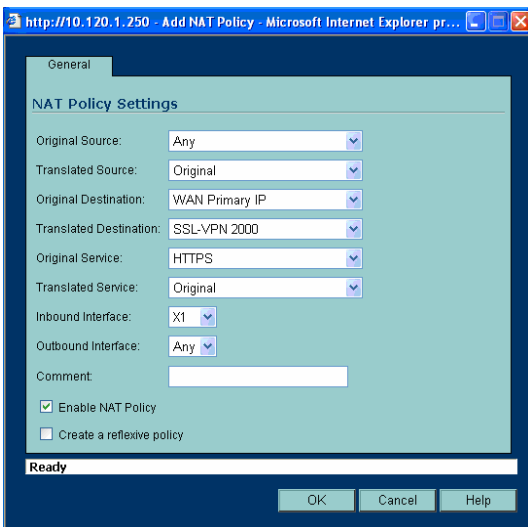 http://10.120.1.250 - Add NAT Policy - Microsoft Internet Explorer pr...
General
NAT Policy Settings
Original Source: Any
Translated Source: Original
Original Destination: WAN Primary IP
Translated Destination: SSL-VPN 2000
Original Service: HTTPS
Translated Service: Original
Inbound Interface: X1
Outbound Interface: Any
Comment:
Enable NAT Policy
Create a reflexive policy
Ready
OK Cancel Help